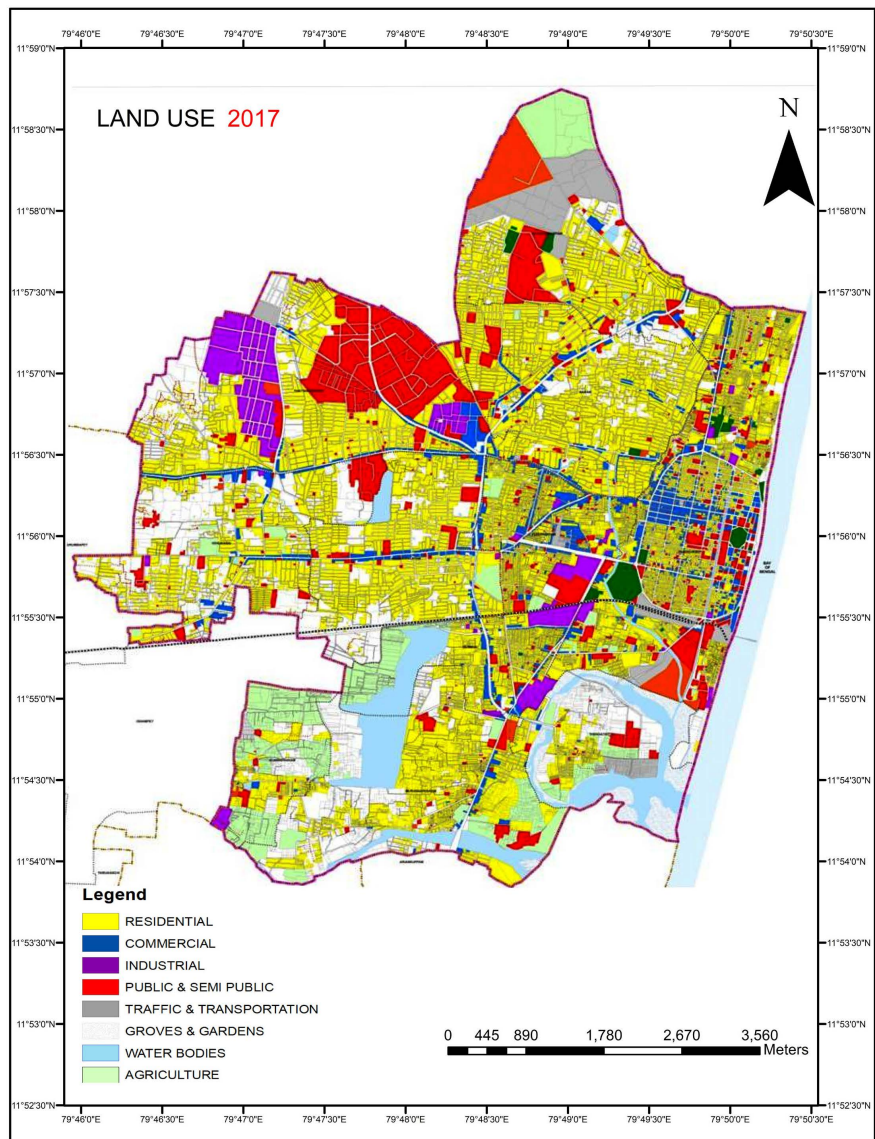 79°46'0"E 79°46'30"E 79°47'0"E 79°47'30"E 79°48'0"E 79°48'30"E 79°49'0"E 79°49'30"E 79°50'0"E 79°50'30"E
11°59'0"N 11°59'0"N
LAND USE 2017
N
11°58'30"N 11°58'30"N
11°58'0"N 11°58'0"N
11°57'30"N 11°57'30"N
11°57'0"N 11°57'0"N
11°56'30"N 11°56'30"N
11°56'0"N 11°56'0"N
BAY
OF
BENGAL
11°55'30"N 11°55'30"N
11°55'0"N 11°55'0"N
11°54'30"N 11°54'30"N
11°54'0"N 11°54'0"N
Legend
RESIDENTIAL
COMMERCIAL
11°53'30"N 11°53'30"N
INDUSTRIAL
PUBLIC & SEMI PUBLIC
TRAFFIC & TRANSPORTATION
11°53'0"N 11°53'0"N
GROVES & GARDENS
0 445 890 1,780 2,670 3,560
Meters
WATER BODIES
AGRICULTURE
11°52'30"N 11°52'30"N
79°46'0"E 79°46'30"E 79°47'0"E 79°47'30"E 79°48'0"E 79°48'30"E 79°49'0"E 79°49'30"E 79°50'0"E 79°50'30"E